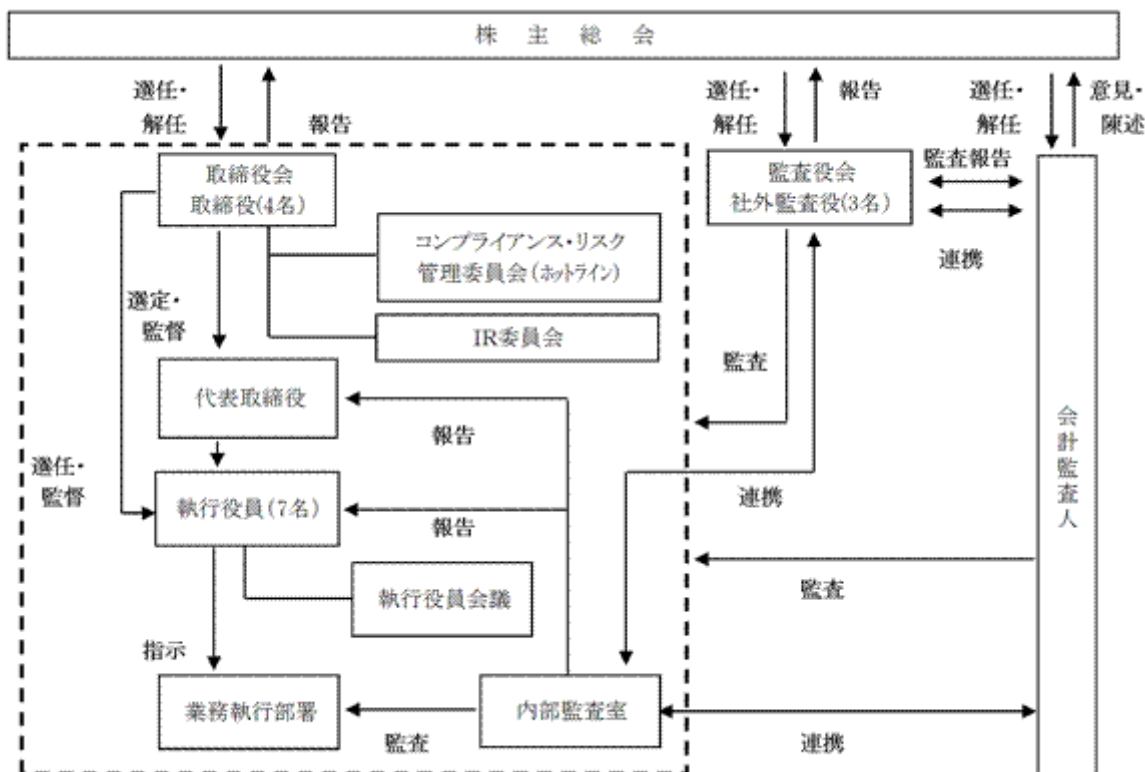 株主総会
選任・
解任
報告
選任・
解任
報告
選任・
解任
意見・
陳述
取締役会
取締役(4名)
監査役会
社外監査役(3名)
監査報告
連携
コンプライアンス・リスク
管理委員会(ホットライン)
IR委員会
選定・
監督
監査
代表取締役
報告
会計監査人
選任・
監督
執行役員(7名)
報告
連携
執行役員会議
監査
指示
業務執行部署
監査
内部監査室
連携